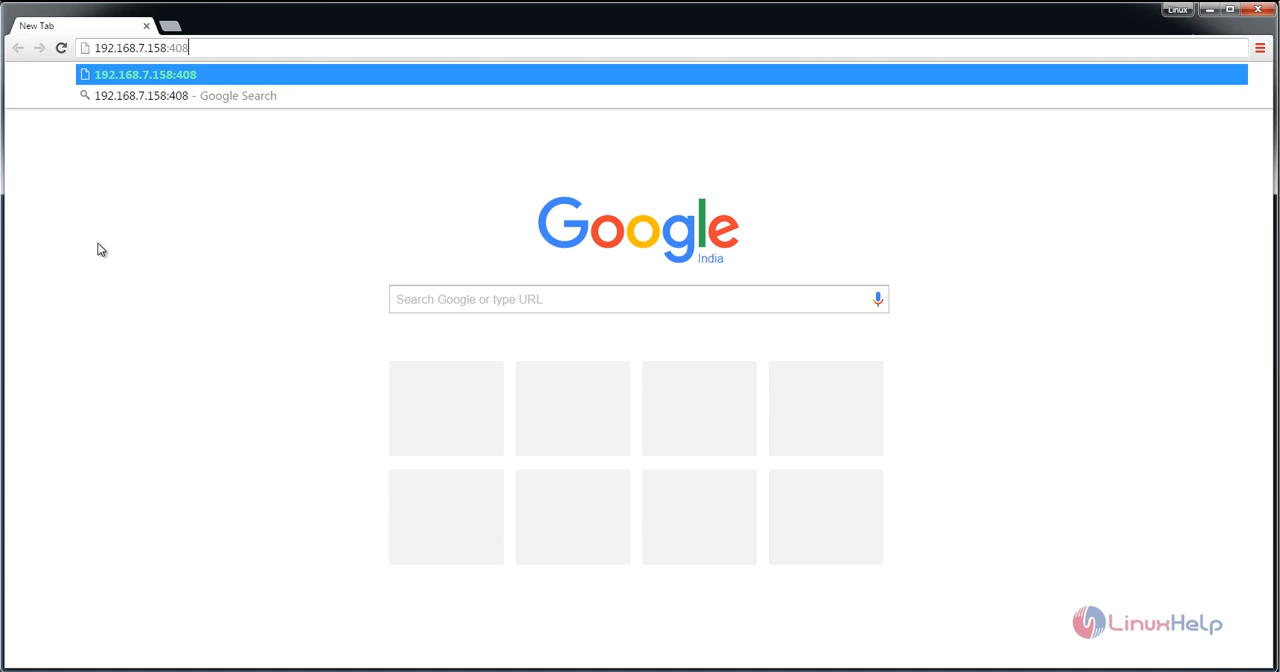 Linux
New Tab
192.168.7.158:408
192.168.7.158:408
192.168.7.158:408 - Google Search
Google
India
Search Google or type URL
LinuxHelp